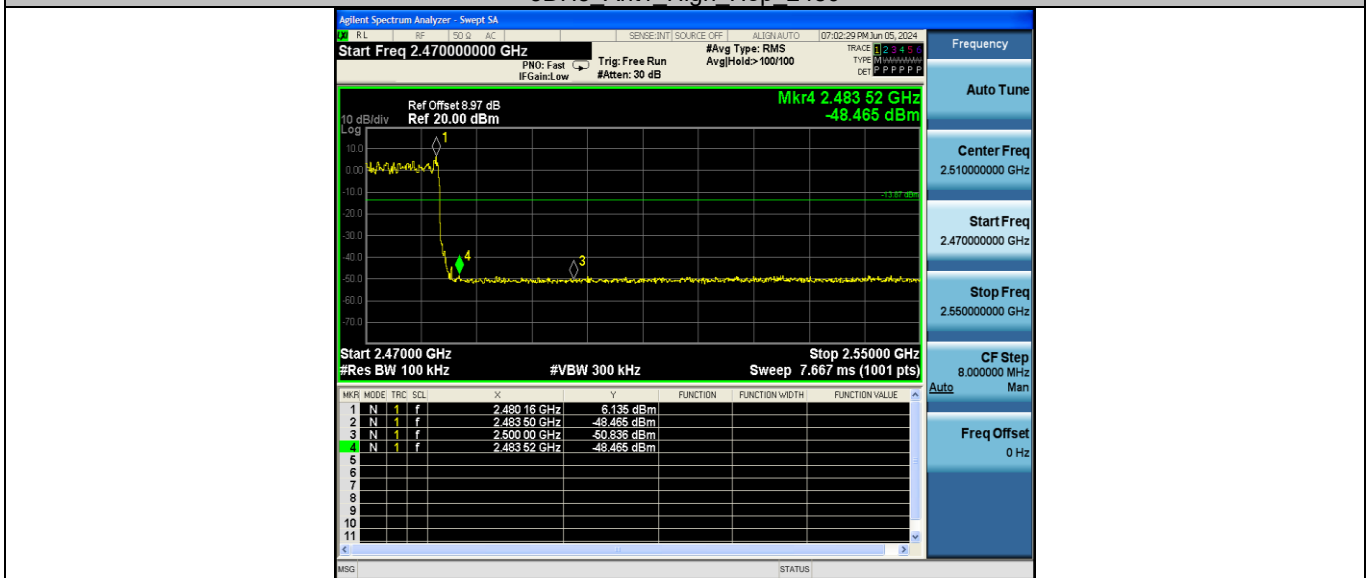 Agilent Spectrum Analyzer - Swept SA
RL RF 50 Ω AC SENSE:INT SOURCE OFF ALIGN AUTO 07:02:29 PM Jun 05, 2024
Start Freq 2.470000000 GHz
PNO: Fast
IFGain:Low
Trig: Free Run
#Atten: 30 dB
#Avg Type: RMS
Avg|Hold:> 100/100
TRACE 1 2 3 4 5 6
TYPE M
DET P P P P P P
Ref Offset 8.97 dB
10 dB/div Ref 20.00 dBm
Log
Mkr4 2.483 52 GHz
-48.465 dBm
10.0
0.00
-10.0
-20.0
-30.0
-40.0
-50.0
-60.0
-70.0
1
4
3
-13.87 dBm
Start 2.47000 GHz Stop 2.55000 GHz
#Res BW 100 kHz #VBW 300 kHz Sweep 7.667 ms (1001 pts)
MKR MODE TRC SCL X Y FUNCTION FUNCTION WIDTH FUNCTION VALUE
1 N 1 f 2.480 16 GHz 6.135 dBm
2 N 1 f 2.483 50 GHz -48.465 dBm
3 N 1 f 2.500 00 GHz -50.836 dBm
4 N 1 f 2.483 52 GHz -48.465 dBm
5
6
7
8
9
10
11
MSG STATUS
Frequency
Auto Tune
Center Freq
2.510000000 GHz
Start Freq
2.470000000 GHz
Stop Freq
2.550000000 GHz
CF Step
8.000000 MHz
Auto Man
Freq Offset
0 Hz